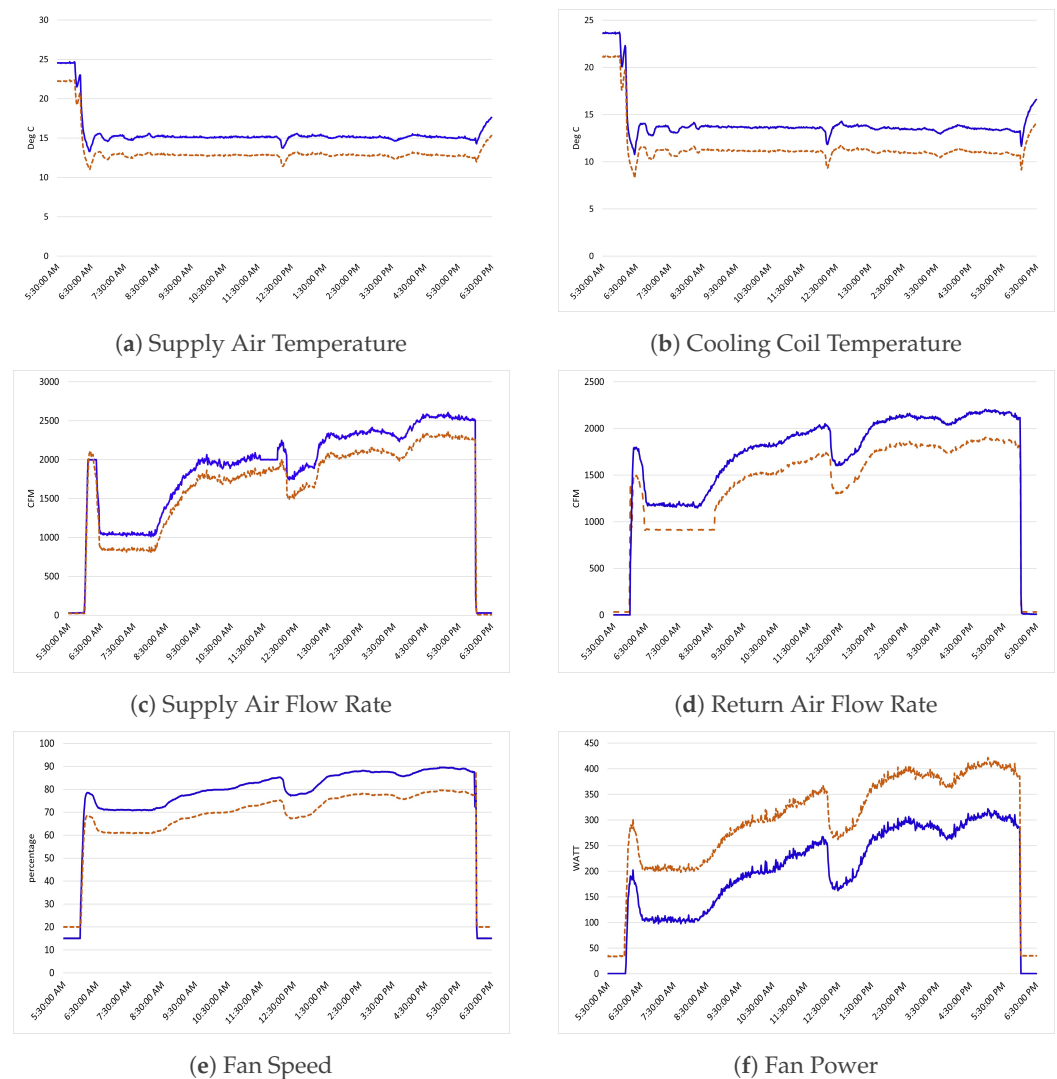 30
25
20
15
10
5
0
Deg C
5:30:00 AM
6:30:00 AM
7:30:00 AM
8:30:00 AM
9:30:00 AM
10:30:00 AM
11:30:00 AM
12:30:00 PM
1:30:00 PM
2:30:00 PM
3:30:00 PM
4:30:00 PM
5:30:00 PM
6:30:00 PM
(a) Supply Air Temperature
25
20
15
10
5
0
Deg C
5:30:00 AM
6:30:00 AM
7:30:00 AM
8:30:00 AM
9:30:00 AM
10:30:00 AM
11:30:00 AM
12:30:00 PM
1:30:00 PM
2:30:00 PM
3:30:00 PM
4:30:00 PM
5:30:00 PM
6:30:00 PM
(b) Cooling Coil Temperature
3000
2500
2000
1500
1000
500
0
CFM
5:30:00 AM
6:30:00 AM
7:30:00 AM
8:30:00 AM
9:30:00 AM
10:30:00 AM
11:30:00 AM
12:30:00 PM
1:30:00 PM
2:30:00 PM
3:30:00 PM
4:30:00 PM
5:30:00 PM
6:30:00 PM
(c) Supply Air Flow Rate
2500
2000
1500
1000
500
0
CFM
5:30:00 AM
6:30:00 AM
7:30:00 AM
8:30:00 AM
9:30:00 AM
10:30:00 AM
11:30:00 AM
12:30:00 PM
1:30:00 PM
2:30:00 PM
3:30:00 PM
4:30:00 PM
5:30:00 PM
6:30:00 PM
(d) Return Air Flow Rate
100
90
80
70
60
50
40
30
20
10
0
percentage
5:30:00 AM
6:30:00 AM
7:30:00 AM
8:30:00 AM
9:30:00 AM
10:30:00 AM
11:30:00 AM
12:30:00 PM
1:30:00 PM
2:30:00 PM
3:30:00 PM
4:30:00 PM
5:30:00 PM
6:30:00 PM
(e) Fan Speed
450
400
350
300
250
200
150
100
50
0
WATT
5:30:00 AM
6:30:00 AM
7:30:00 AM
8:30:00 AM
9:30:00 AM
10:30:00 AM
11:30:00 AM
12:30:00 PM
1:30:00 PM
2:30:00 PM
3:30:00 PM
4:30:00 PM
5:30:00 PM
6:30:00 PM
(f) Fan Power